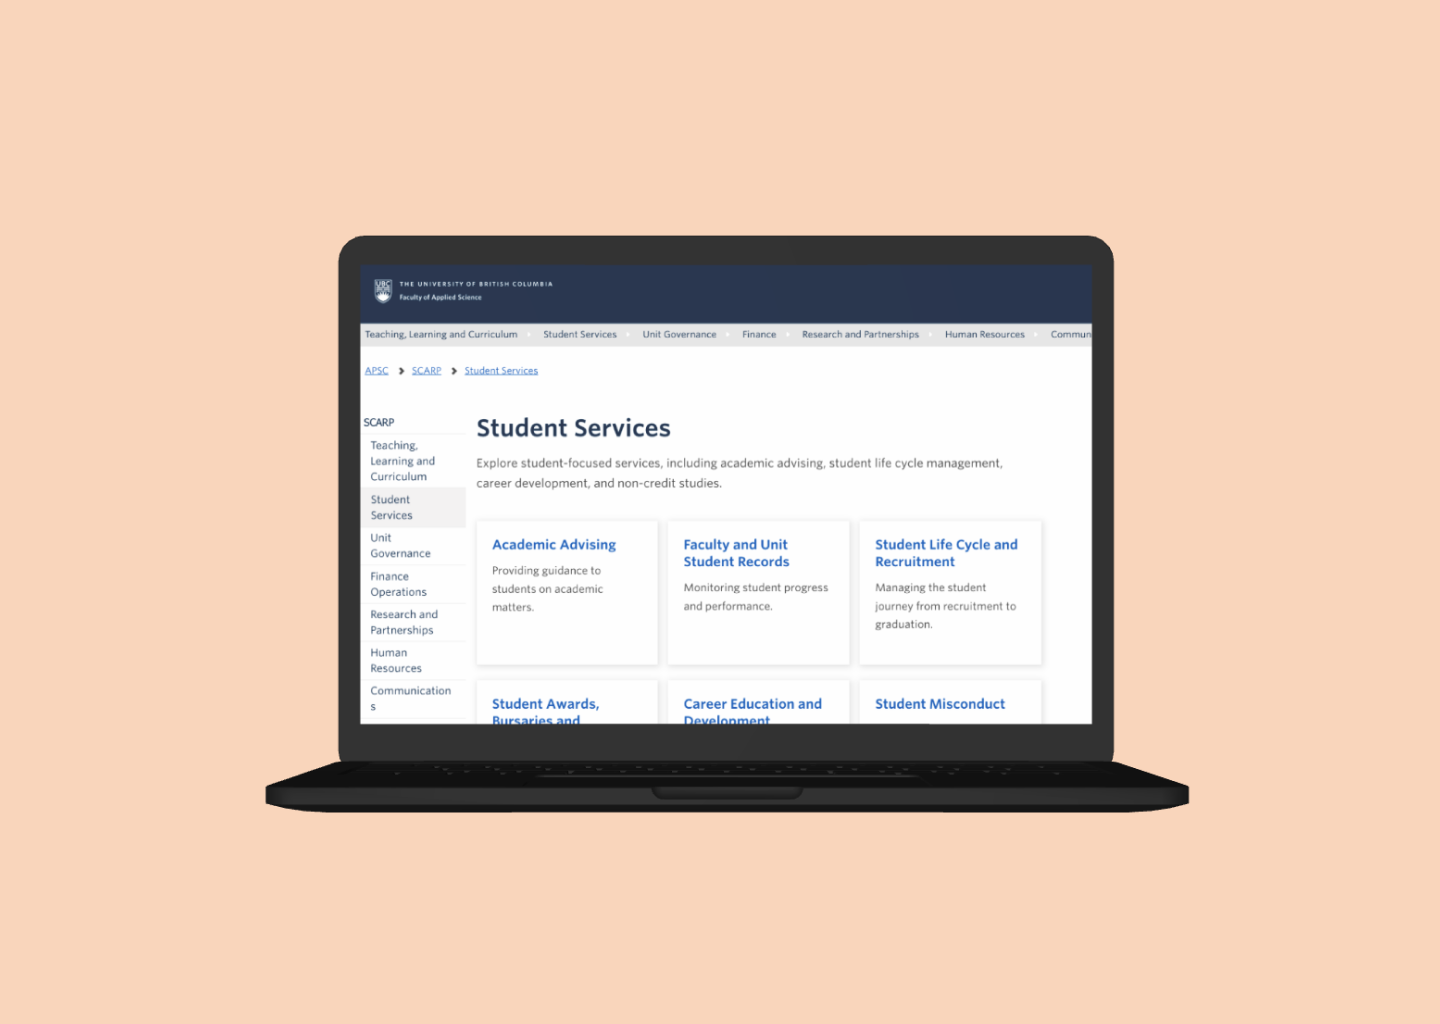 UBC
THE UNIVERSITY OF BRITISH COLUMBIA
Faculty of Applied Science
Teaching, Learning and Curriculum Student Services Unit Governance Finance Research and Partnerships Human Resources Commun
APSC SCARP Student Services
SCARP
Teaching,
Learning and
Curriculum
Student
Services
Unit
Governance
Finance
Operations
Research and
Partnerships
Human
Resources
Communication
s
Student Services
Explore student-focused services, including academic advising, student life cycle management,
career development, and non-credit studies.
Academic Advising
Providing guidance to
students on academic
matters.
Faculty and Unit
Student Records
Monitoring student progress
and performance.
Student Life Cycle and
Recruitment
Managing the student
journey from recruitment to
graduation.
Student Awards,
Bursaries and
Career Education and
Development
Student Misconduct